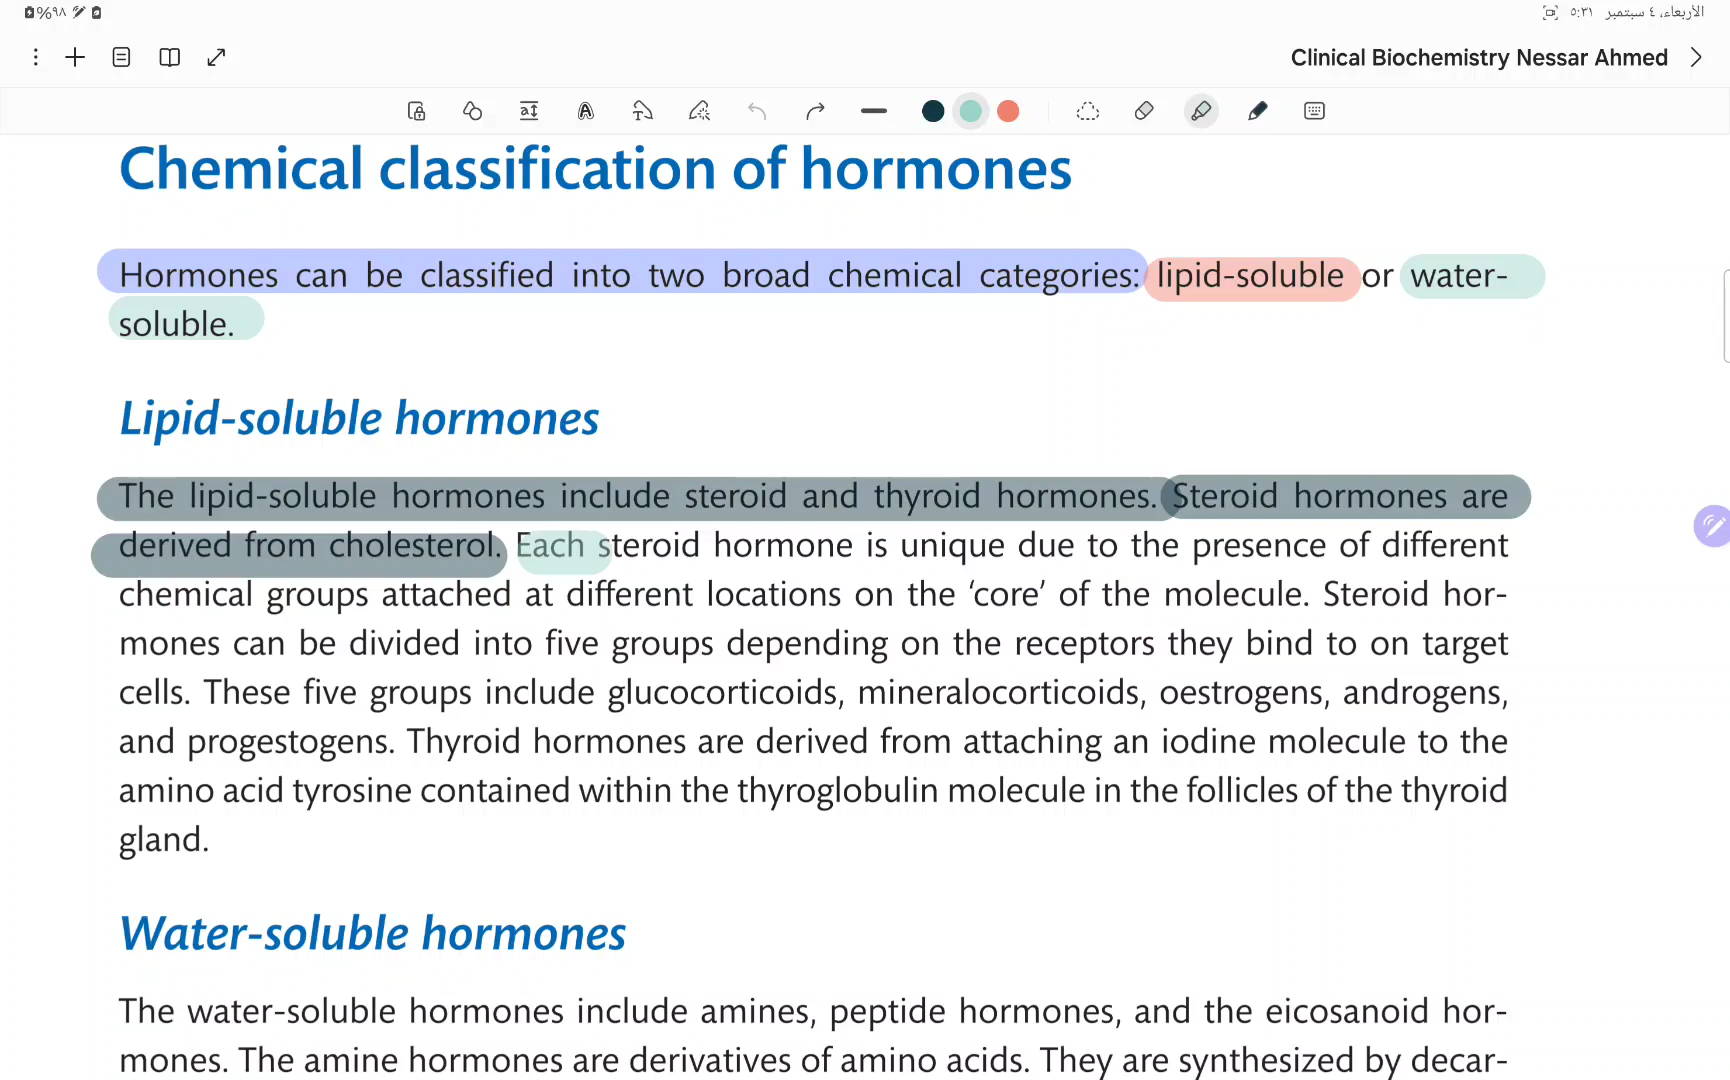 %٩٨
الأربعاء، ٤ سبتمبر ٥:٣١
Clinical Biochemistry Nessar Ahmed
Chemical classification of hormones
Hormones can be classified into two broad chemical categories: lipid-soluble or water-
soluble.
Lipid-soluble hormones
The lipid-soluble hormones include steroid and thyroid hormones. Steroid hormones are
derived from cholesterol. Each steroid hormone is unique due to the presence of different
chemical groups attached at different locations on the ‘core’ of the molecule. Steroid hor-
mones can be divided into five groups depending on the receptors they bind to on target
cells. These five groups include glucocorticoids, mineralocorticoids, oestrogens, androgens,
and progestogens. Thyroid hormones are derived from attaching an iodine molecule to the
amino acid tyrosine contained within the thyroglobulin molecule in the follicles of the thyroid
gland.
Water-soluble hormones
The water-soluble hormones include amines, peptide hormones, and the eicosanoid hor-
mones. The amine hormones are derivatives of amino acids. They are synthesized by decar-